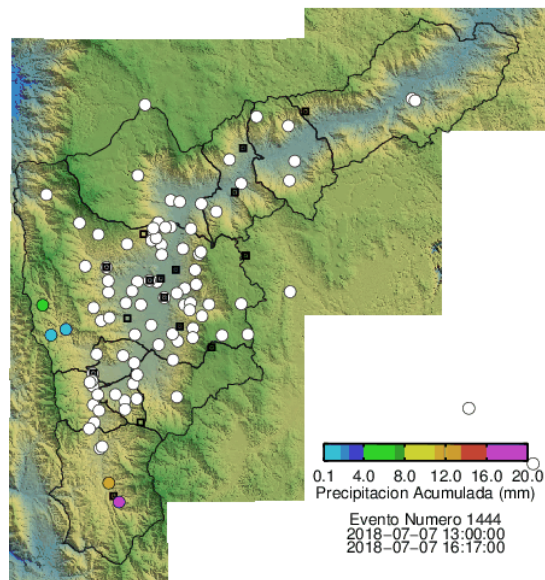 0.1 4.0 8.0 12.0 16.0 20.0
Precipitacion Acumulada (mm)
Evento Numero 1444
2018-07-07 13:00:00
2018-07-07 16:17:00